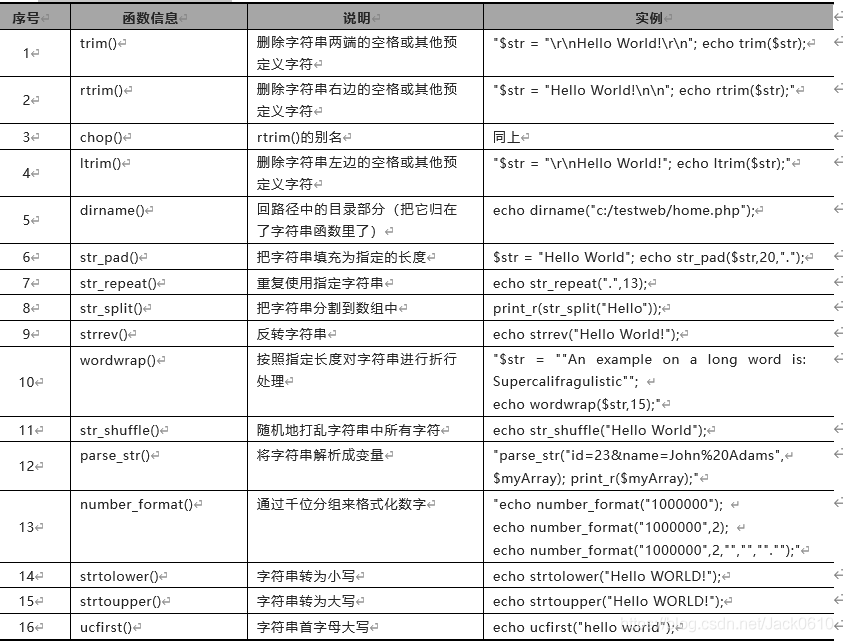 序号 函数信息 说明 实例
1 trim() 删除字符串两端的空格或其他预 "$str = "\r\nHello World!\r\n"; echo trim($str);
定义字符
2 rtrim() 删除字符串右边的空格或其他预 "$str = "Hello World!\n\n"; echo rtrim($str);"
定义字符
3 chop() rtrim()的别名 同上
4 ltrim() 删除字符串左边的空格或其他预 "$str = "\r\nHello World!"; echo ltrim($str);"
定义字符
5 dirname() 回路径中的目录部分（把它归在 echo dirname("c:/testweb/home.php");
了字符串函数里了）
6 str_pad() 把字符串填充为指定的长度 $str = "Hello World"; echo str_pad($str,20,".");
7 str_repeat() 重复使用指定字符串 echo str_repeat(".",13);
8 str_split() 把字符串分割到数组中 print_r(str_split("Hello"));
9 strrev() 反转字符串 echo strrev("Hello World!");
10 wordwrap() 按照指定长度对字符串进行折行 "$str = ""An example on a long word is:
处理 Supercalifragulistic"";
echo wordwrap($str,15);"
11 str_shuffle() 随机地打乱字符串中所有字符 echo str_shuffle("Hello World");
12 parse_str() 将字符串解析成变量 "parse_str("id=23&name=John%20Adams",
$myArray); print_r($myArray);"
13 number_format() 通过千位分组来格式化数字 "echo number_format("1000000");
echo number_format("1000000",2);
echo number_format("1000000",2,"","",""."");"
14 strtolower() 字符串转为小写 echo strtolower("Hello WORLD!");
15 strtoupper() 字符串转为大写 echo strtoupper("Hello WORLD!");
16 ucfirst() 字符串首字母大写 echo ucfirst("hello world");
https://blog.csdn.net/Jack0610